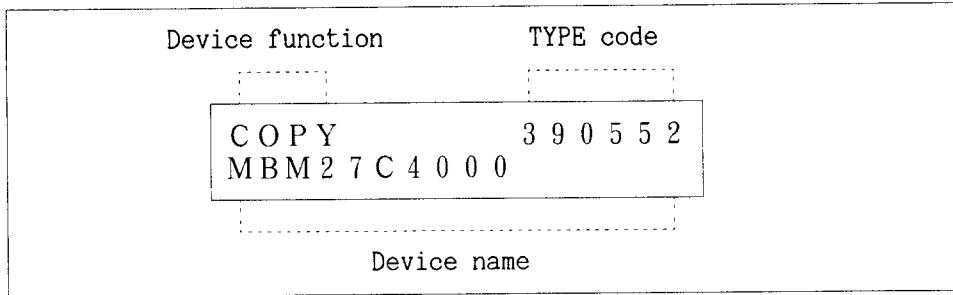 Device function TYPE code
COPY 390552
MBM27C4000
Device name